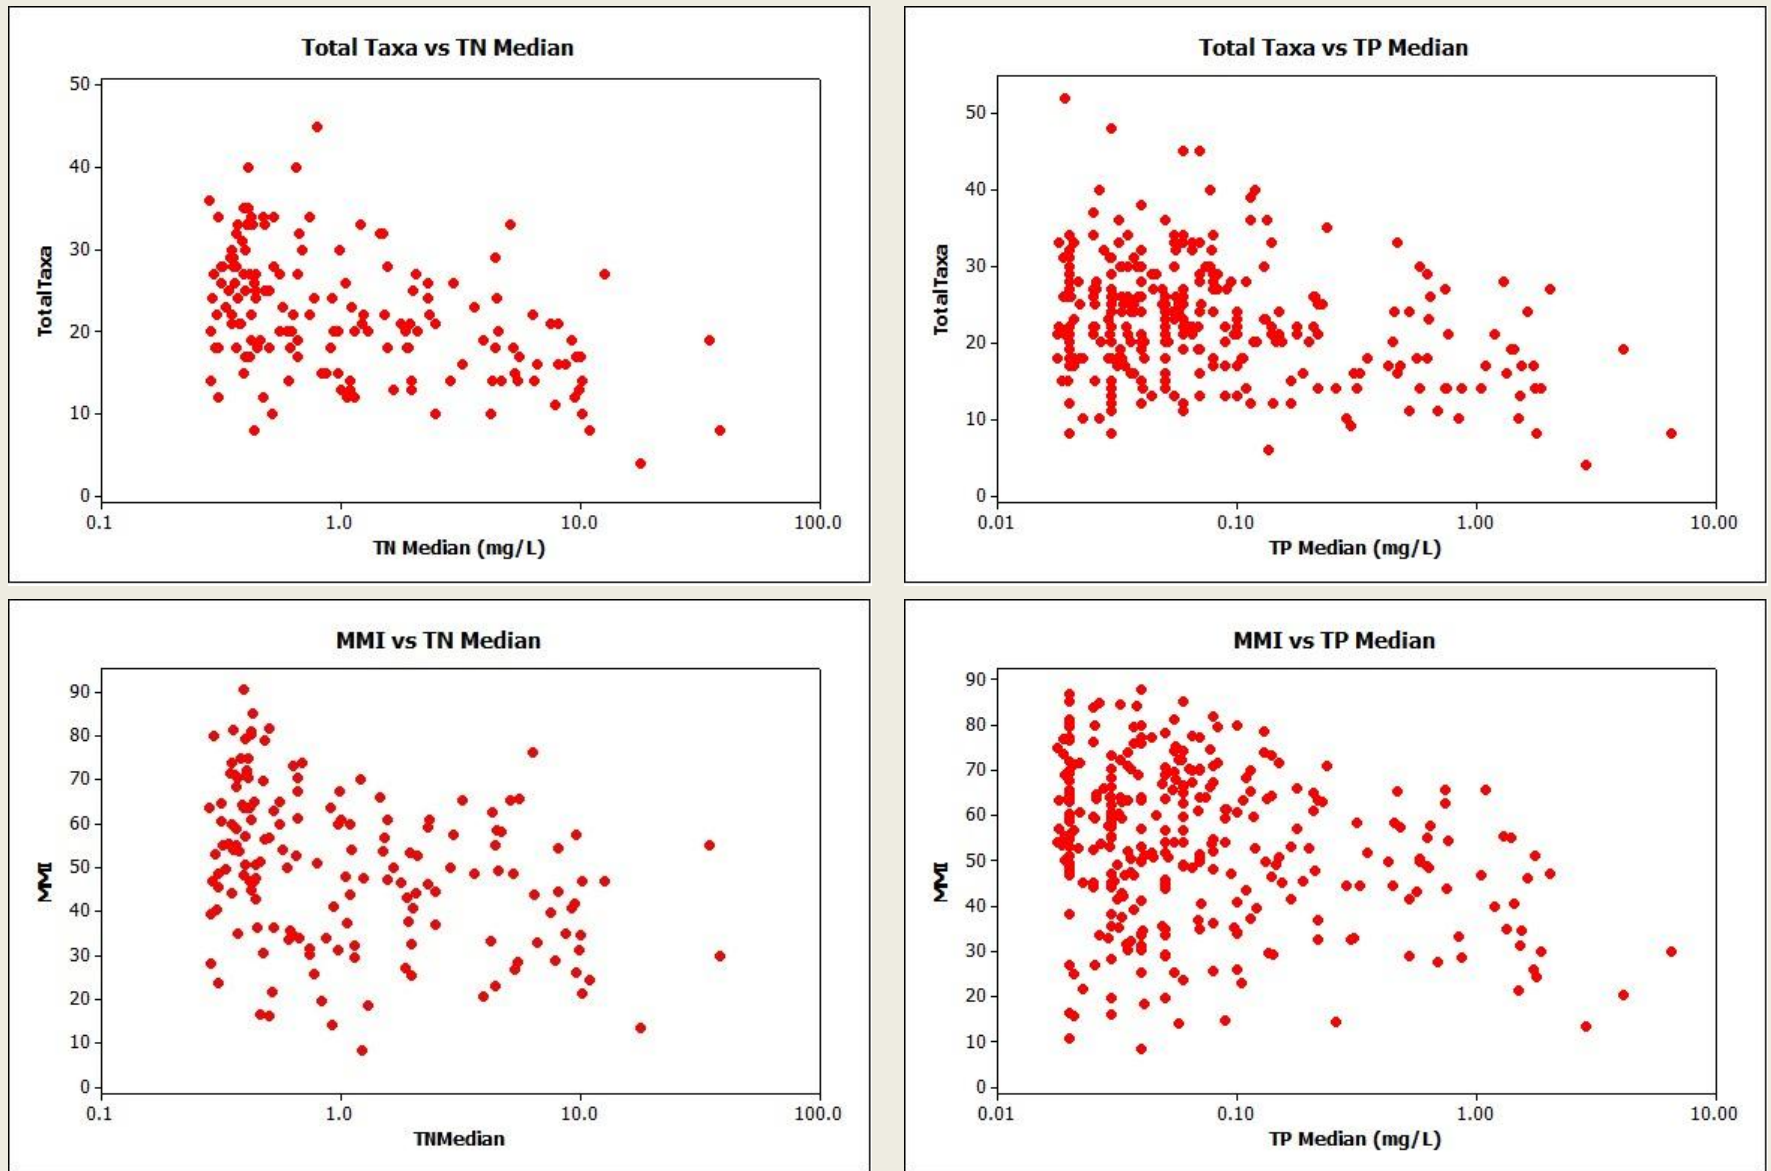 Total Taxa vs TN Median
50
40
30
20
10
0
TotalTaxa
0.1 1.0 10.0 100.0
TN Median (mg/L)
Total Taxa vs TP Median
50
40
30
20
10
0
TotalTaxa
0.01 0.10 1.00 10.00
TP Median (mg/L)
MMI vs TN Median
90
80
70
60
50
40
30
20
10
0
MMI
0.1 1.0 10.0 100.0
TNMedian
MMI vs TP Median
90
80
70
60
50
40
30
20
10
0
MMI
0.01 0.10 1.00 10.00
TP Median (mg/L)